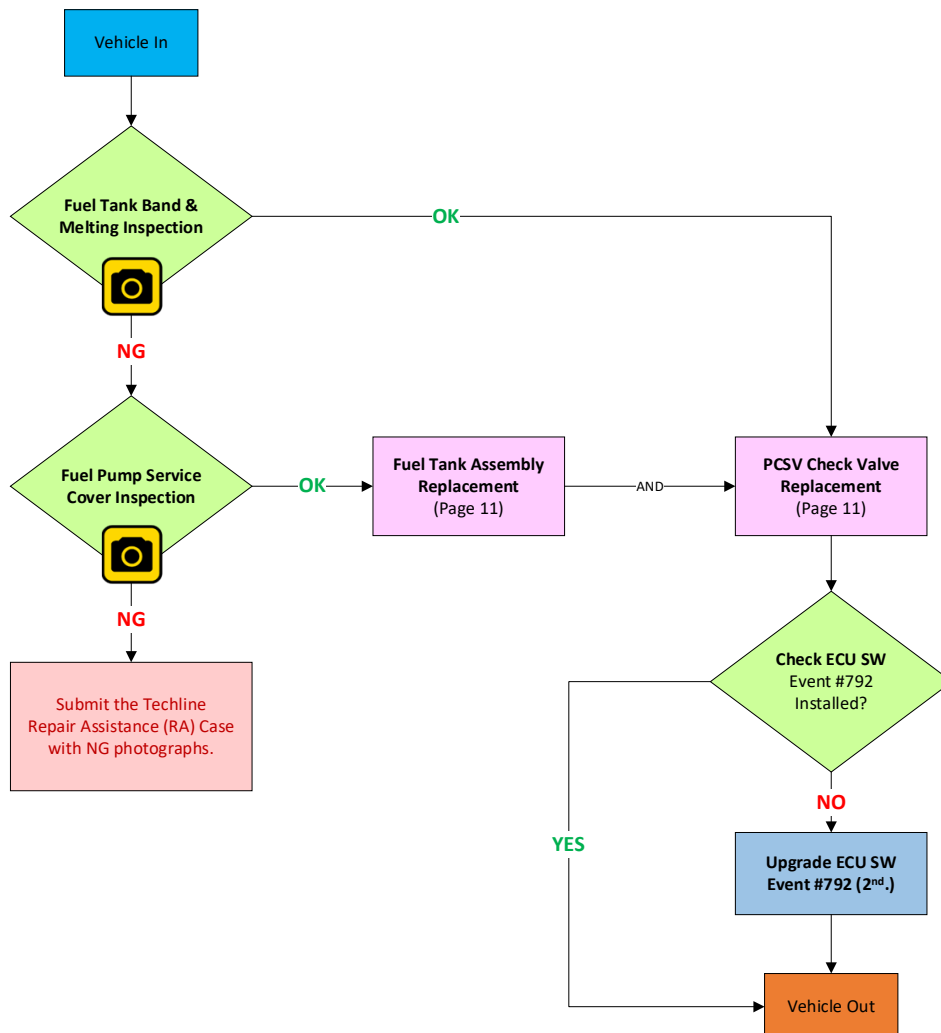 Vehicle In
Fuel Tank Band &
Melting Inspection
OK
NG
Fuel Pump Service
Cover Inspection
OK
Fuel Tank Assembly
Replacement
(Page 11)
AND
PCSV Check Valve
Replacement
(Page 11)
NG
Submit the Techline
Repair Assistance (RA) Case
with NG photographs.
Check ECU SW
Event #792
Installed?
NO
YES
Upgrade ECU SW
Event #792 (2nd.)
Vehicle Out